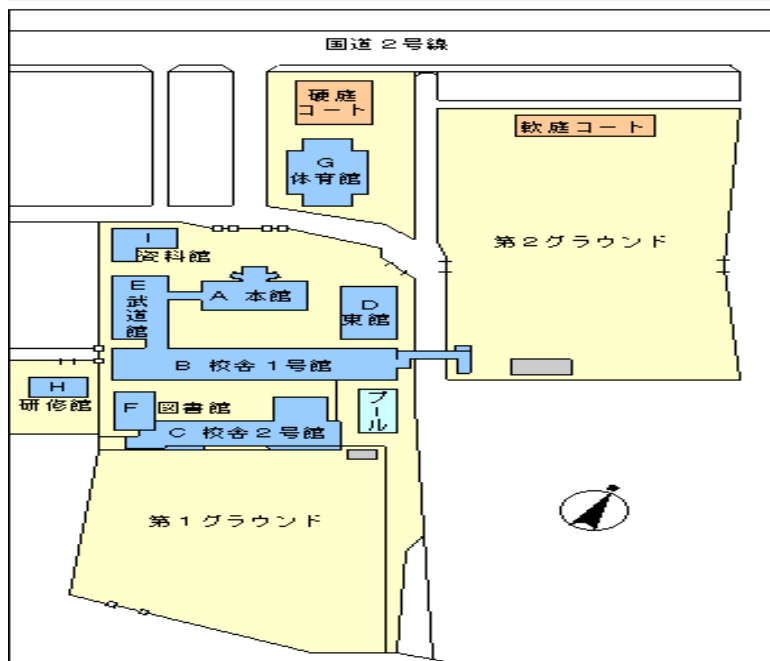 国道２号線
硬庭
コート
軟庭コート
G
体育館
第２グラウンド
I
資料館
E
武道館
A 本館
D
東館
B 校舎１号館
H
研修館
F 図書館
プール
C 校舎２号館
第１グラウンド